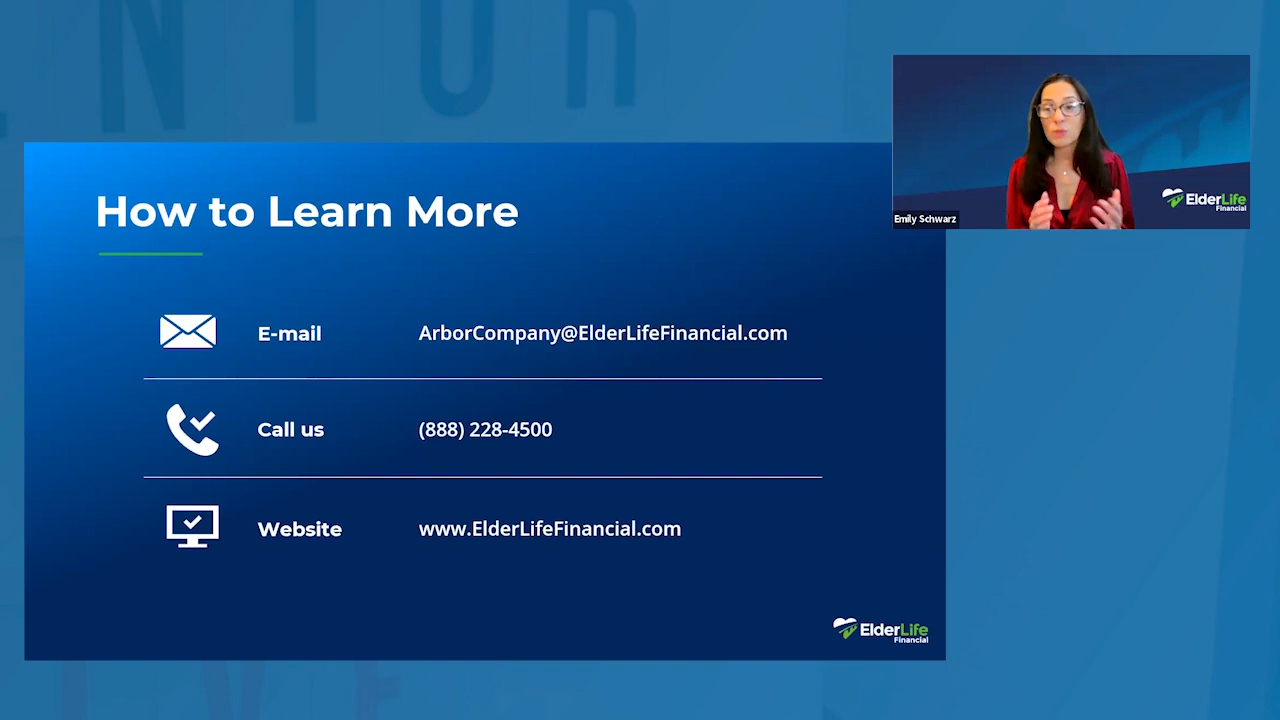 How to Learn More
E-mail
ArborCompany@ElderLifeFinancial.com
Call us
(888) 228-4500
Website
www.ElderLifeFinancial.com
ElderLife
Financial
Emily Schwarz
ElderLife
Financial